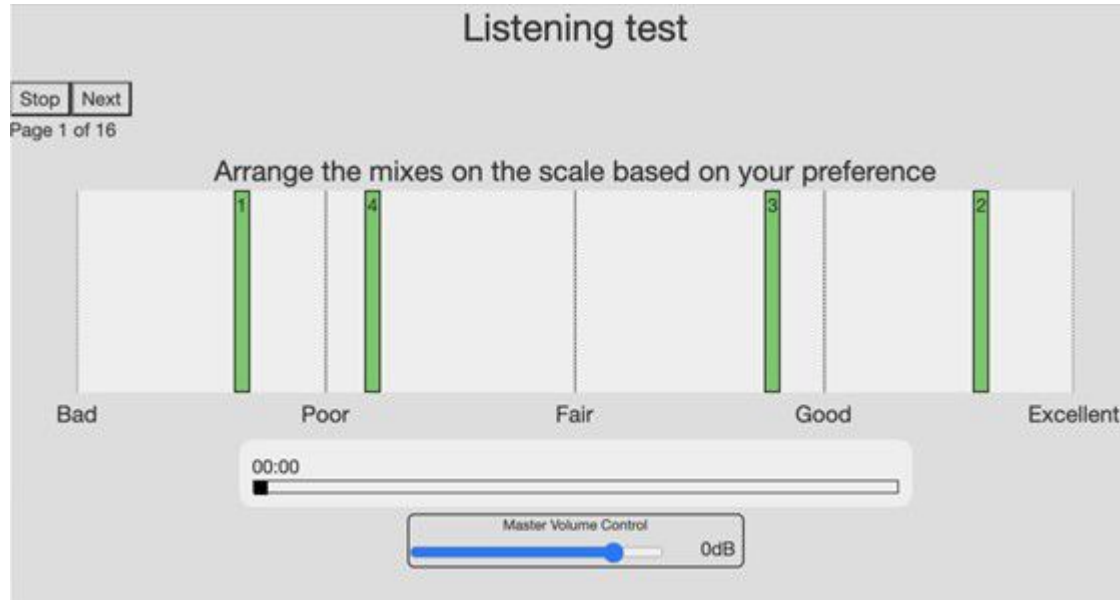 Listening test
Stop Next
Page 1 of 16
Arrange the mixes on the scale based on your preference
1 4 3 2
Bad Poor Fair Good Excellent
00:00
Master Volume Control
0dB